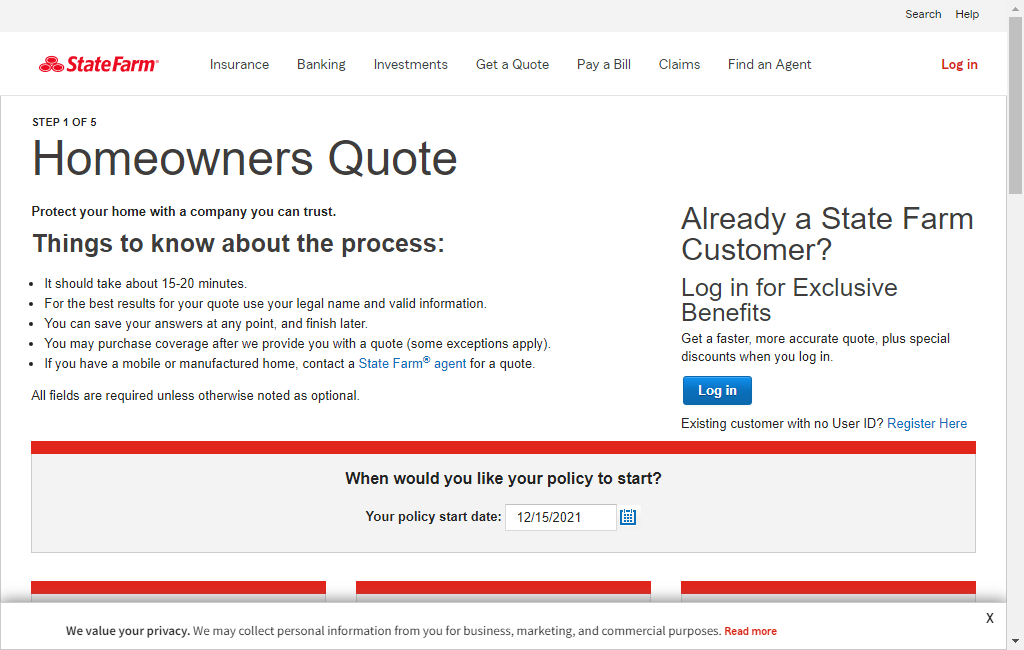 Search Help
StateFarm®
Insurance Banking Investments Get a Quote Pay a Bill Claims Find an Agent Log in
STEP 1 OF 5
Homeowners Quote
Protect your home with a company you can trust.
Things to know about the process:
• It should take about 15-20 minutes.
• For the best results for your quote use your legal name and valid information.
• You can save your answers at any point, and finish later.
• You may purchase coverage after we provide you with a quote (some exceptions apply).
• If you have a mobile or manufactured home, contact a State Farm® agent for a quote.
All fields are required unless otherwise noted as optional.
Already a State Farm
Customer?
Log in for Exclusive
Benefits
Get a faster, more accurate quote, plus special
discounts when you log in.
Log in
Existing customer with no User ID? Register Here
When would you like your policy to start?
Your policy start date: 12/15/2021
X
We value your privacy. We may collect personal information from you for business, marketing, and commercial purposes. Read more